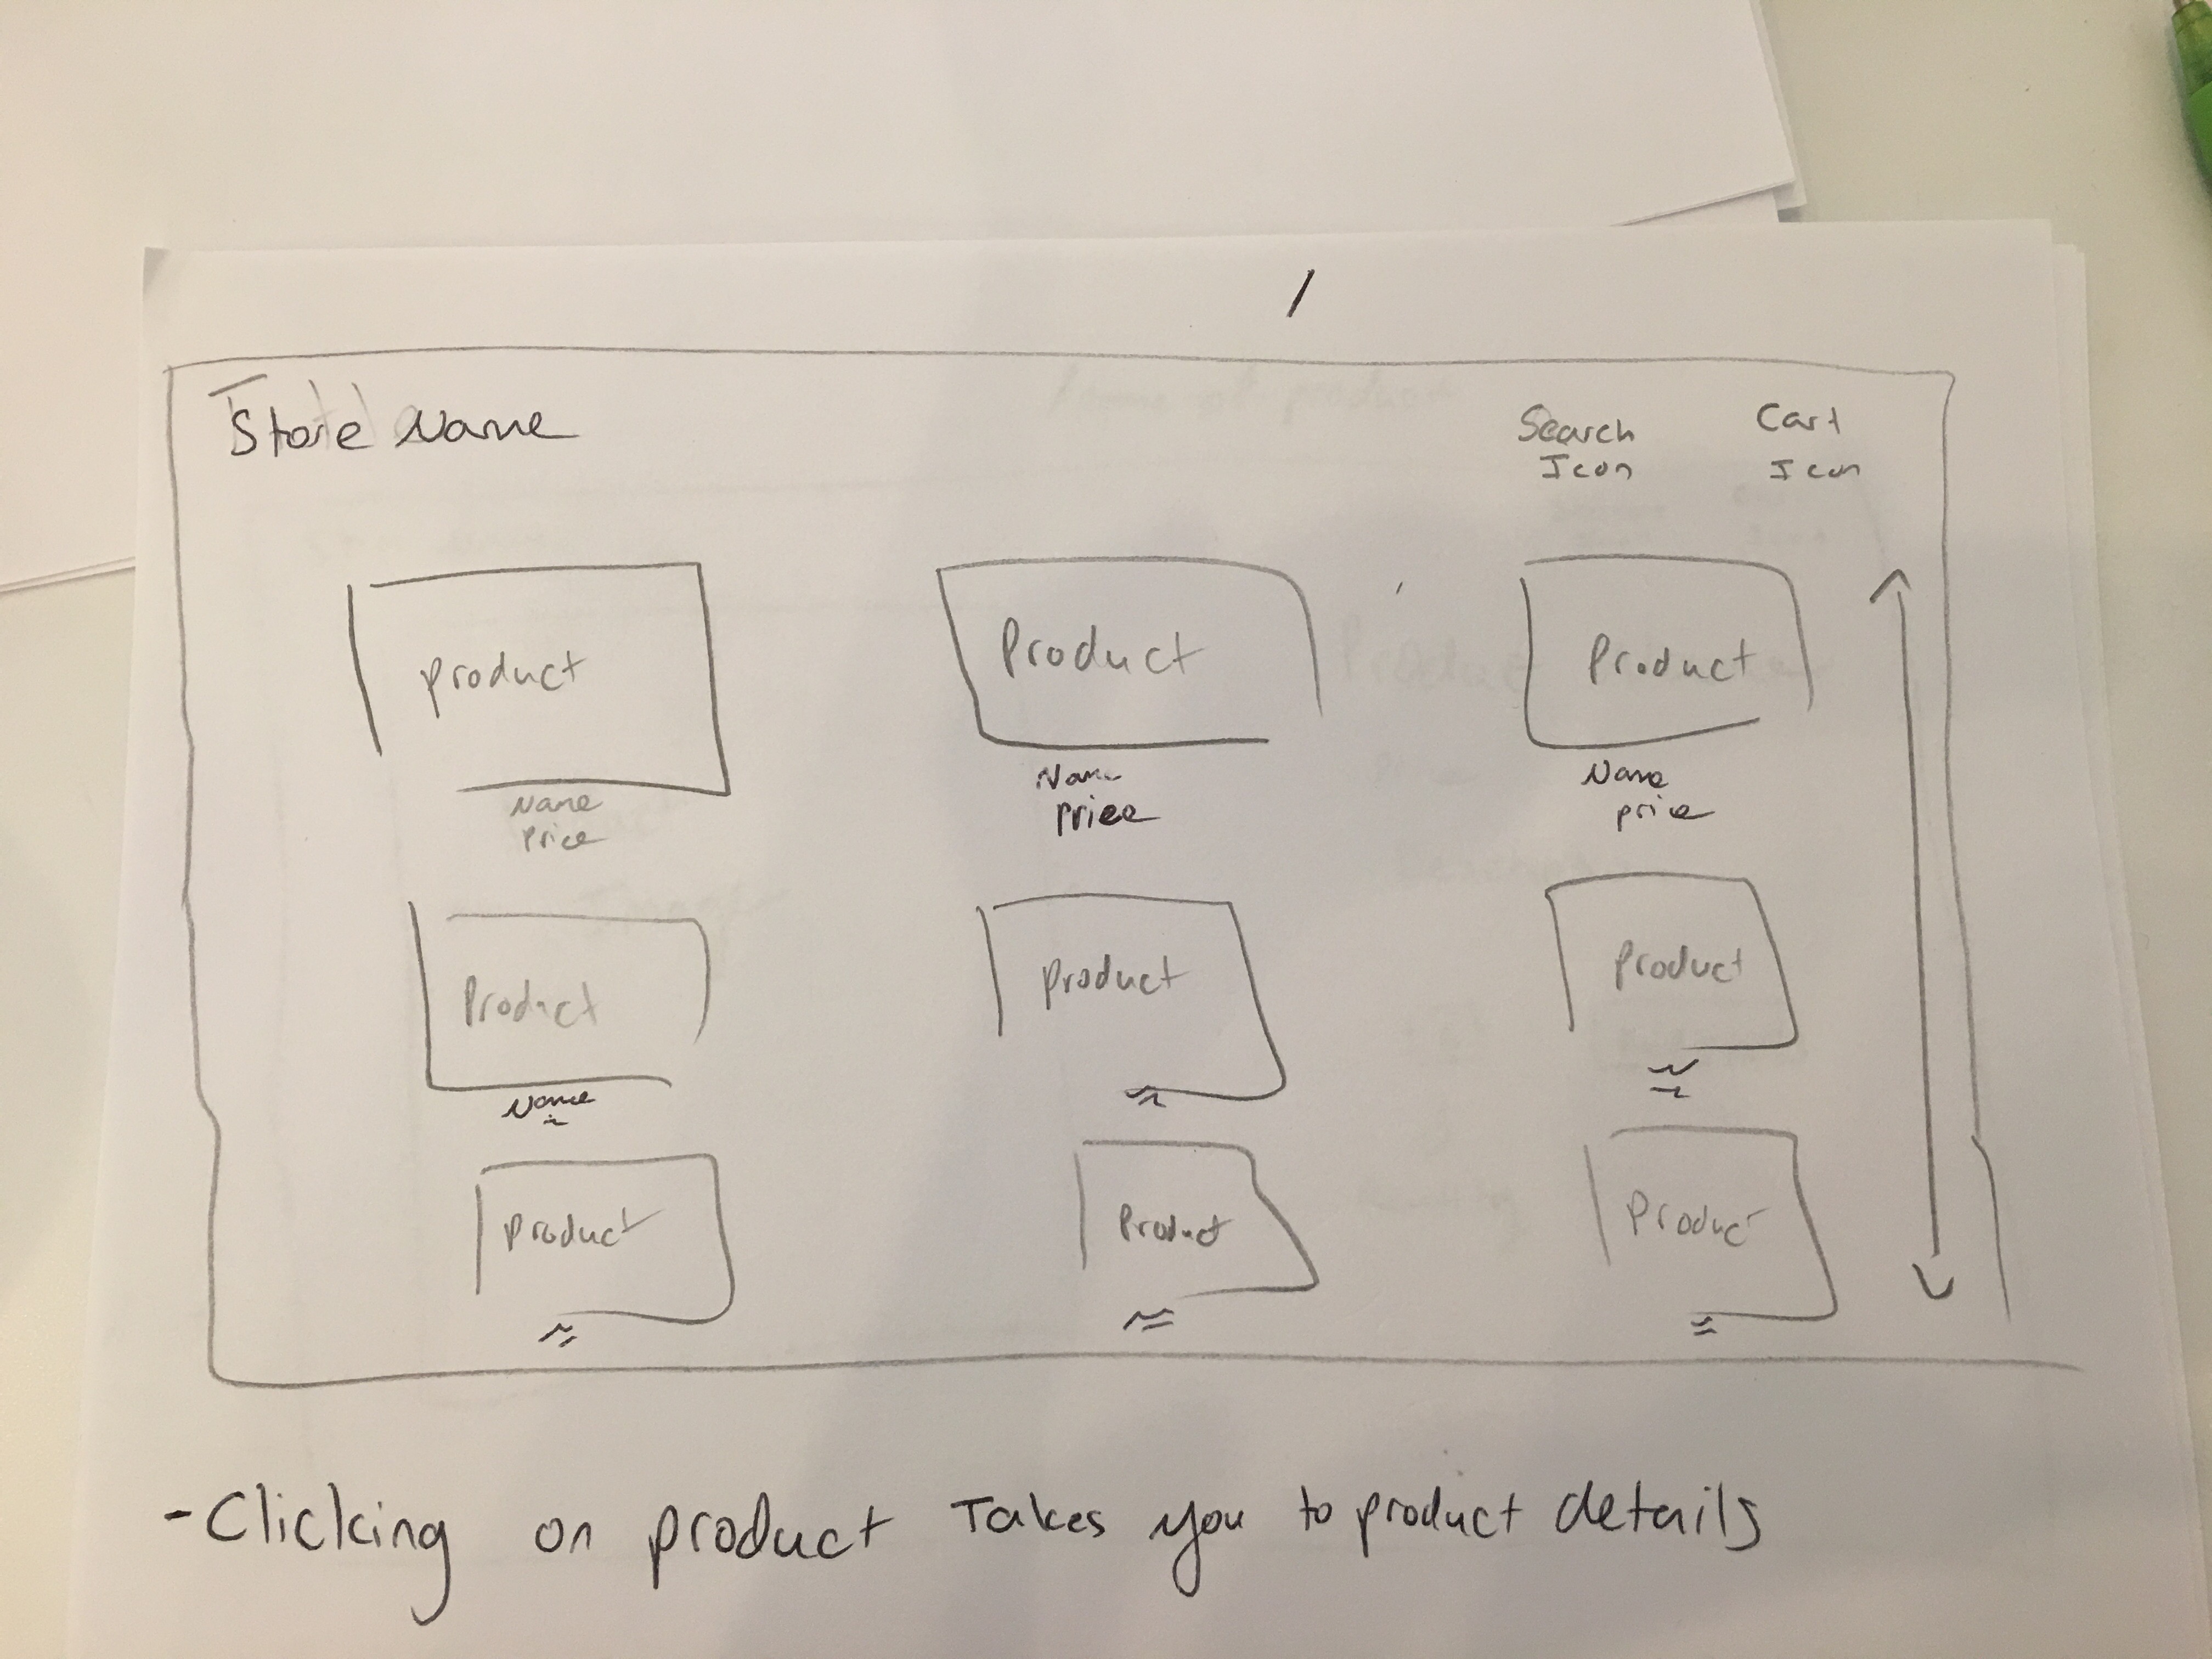 /
Store Name
Search Icon
Cart Icon
product
Product
Product
Name
price
Name
price
Name
price
Product
product
product
Name
product
Product
Product
- Clicking on product Takes you to product details